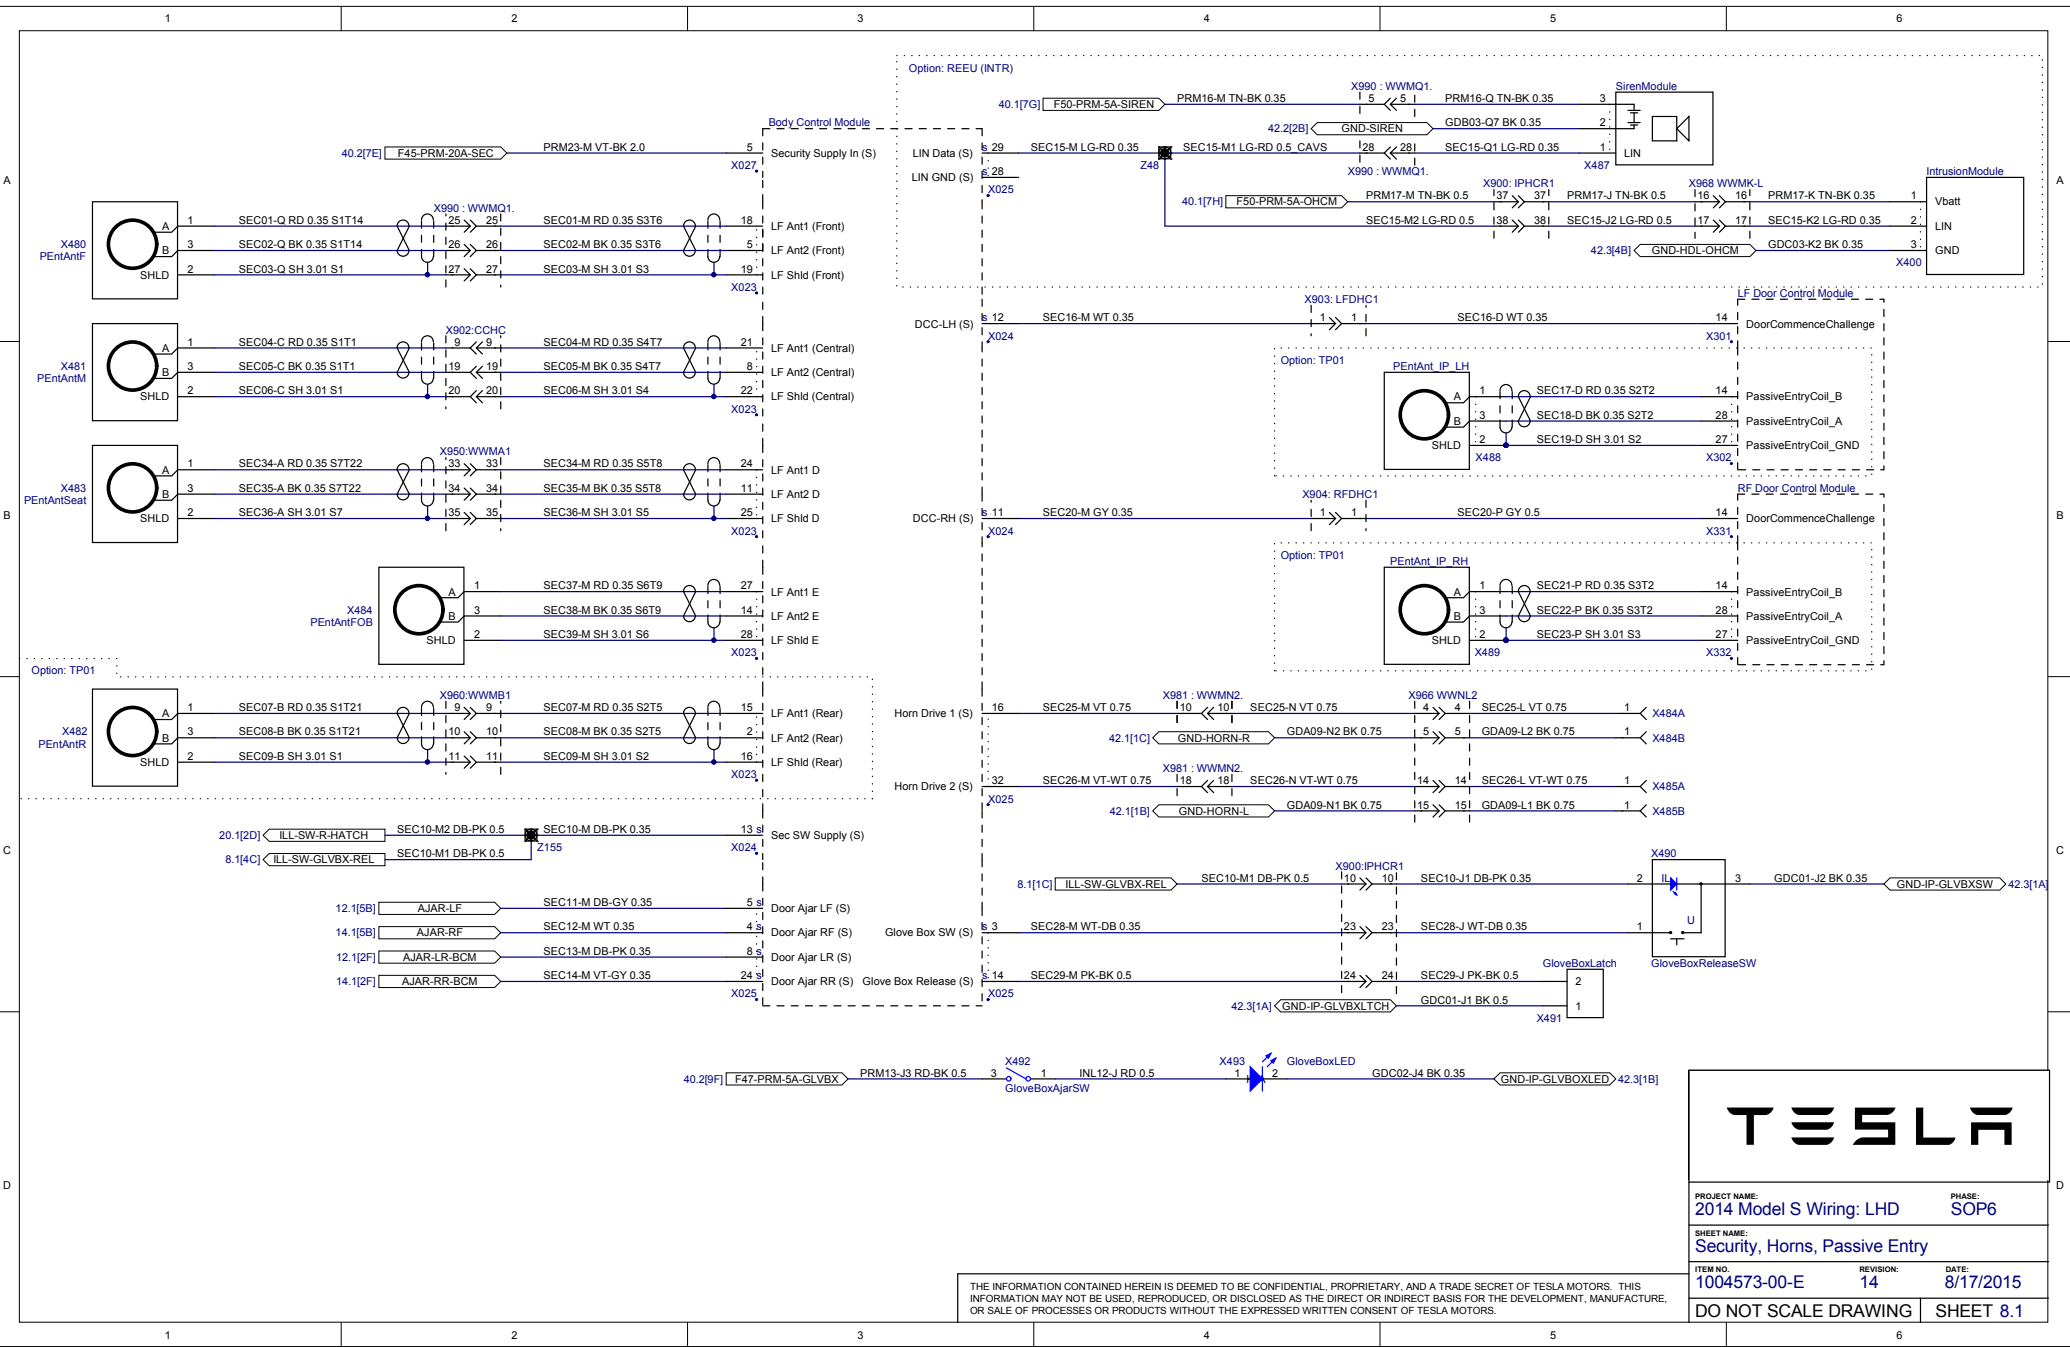 1 2 3 4 5 6
A
B
C
D
Option: REEU (INTR)
40.1[7G] F50-PRM-5A-SIREN PRM16-M TN-BK 0.35 X990 : WWMQ1. 5 5 PRM16-Q TN-BK 0.35 3 SirenModule
42.2[2B] GND-SIREN GDB03-Q7 BK 0.35 2
LIN Data (S) s 29 SEC15-M LG-RD 0.35 Z48 SEC15-M1 LG-RD 0.5_CAVS 28 28 X990 : WWMQ1. SEC15-Q1 LG-RD 0.35 1 LIN X487
LIN GND (S) s 28 X025
40.1[7H] F50-PRM-5A-OHCM PRM17-M TN-BK 0.5 X900: IPHCR1 37 37 PRM17-J TN-BK 0.5 X968 WWMK-L 16 16 PRM17-K TN-BK 0.35 1 Vbatt IntrusionModule
SEC15-M2 LG-RD 0.5 38 38 SEC15-J2 LG-RD 0.5 17 17 SEC15-K2 LG-RD 0.35 2 LIN
42.3[4B] GND-HDL-OHCM GDC03-K2 BK 0.35 3 GND X400
Body Control Module
40.2[7E] F45-PRM-20A-SEC PRM23-M VT-BK 2.0 5 Security Supply In (S) X027
X480 PEntAntF X990 : WWMQ1.
A 1 SEC01-Q RD 0.35 S1T14 25 25 SEC01-M RD 0.35 S3T6 18 LF Ant1 (Front)
B 3 SEC02-Q BK 0.35 S1T14 26 26 SEC02-M BK 0.35 S3T6 5 LF Ant2 (Front)
SHLD 2 SEC03-Q SH 3.01 S1 27 27 SEC03-M SH 3.01 S3 19 LF Shld (Front)
X023
X481 PEntAntM X902:CCHC
A 1 SEC04-C RD 0.35 S1T1 9 9 SEC04-M RD 0.35 S4T7 21 LF Ant1 (Central)
B 3 SEC05-C BK 0.35 S1T1 19 19 SEC05-M BK 0.35 S4T7 8 LF Ant2 (Central)
SHLD 2 SEC06-C SH 3.01 S1 20 20 SEC06-M SH 3.01 S4 22 LF Shld (Central)
X023
X483 PEntAntSeat X950:WWMA1
A 1 SEC34-A RD 0.35 S7T22 33 33 SEC34-M RD 0.35 S5T8 24 LF Ant1 D
B 3 SEC35-A BK 0.35 S7T22 34 34 SEC35-M BK 0.35 S5T8 11 LF Ant2 D
SHLD 2 SEC36-A SH 3.01 S7 35 35 SEC36-M SH 3.01 S5 25 LF Shld D
X023
X484 PEntAntFOB
A 1 SEC37-M RD 0.35 S6T9 27 LF Ant1 E
B 3 SEC38-M BK 0.35 S6T9 14 LF Ant2 E
SHLD 2 SEC39-M SH 3.01 S6 28 LF Shld E
X023
Option: TP01
X482 PEntAntR X960:WWMB1
A 1 SEC07-B RD 0.35 S1T21 9 9 SEC07-M RD 0.35 S2T5 15 LF Ant1 (Rear)
B 3 SEC08-B BK 0.35 S1T21 10 10 SEC08-M BK 0.35 S2T5 2 LF Ant2 (Rear)
SHLD 2 SEC09-B SH 3.01 S1 11 11 SEC09-M SH 3.01 S2 16 LF Shld (Rear)
X023
20.1[2D] ILL-SW-R-HATCH SEC10-M2 DB-PK 0.5 Z155 SEC10-M DB-PK 0.35 13 s Sec SW Supply (S)
8.1[4C] ILL-SW-GLVBX-REL SEC10-M1 DB-PK 0.5 X024
12.1[5B] AJAR-LF SEC11-M DB-GY 0.35 5 s Door Ajar LF (S)
14.1[5B] AJAR-RF SEC12-M WT 0.35 4 s Door Ajar RF (S)
12.1[2F] AJAR-LR-BCM SEC13-M DB-PK 0.35 8 s Door Ajar LR (S)
14.1[2F] AJAR-RR-BCM SEC14-M VT-GY 0.35 24 s Door Ajar RR (S)
X025
DCC-LH (S) s 12 SEC16-M WT 0.35 X903: LFDHC1 1 1 SEC16-D WT 0.35 14 DoorCommenceChallenge
X024 X301 LF Door Control Module
Option: TP01 PEntAnt_IP_LH
A 1 SEC17-D RD 0.35 S2T2 14 PassiveEntryCoil_B
B 3 SEC18-D BK 0.35 S2T2 28 PassiveEntryCoil_A
SHLD 2 SEC19-D SH 3.01 S2 27 PassiveEntryCoil_GND
X488 X302
DCC-RH (S) s 11 SEC20-M GY 0.35 X904: RFDHC1 1 1 SEC20-P GY 0.5 14 DoorCommenceChallenge
X024 X331 RF Door Control Module
Option: TP01 PEntAnt_IP_RH
A 1 SEC21-P RD 0.35 S3T2 14 PassiveEntryCoil_B
B 3 SEC22-P BK 0.35 S3T2 28 PassiveEntryCoil_A
SHLD 2 SEC23-P SH 3.01 S3 27 PassiveEntryCoil_GND
X489 X332
Horn Drive 1 (S) 16 SEC25-M VT 0.75 X981 : WWMN2. 10 10 SEC25-N VT 0.75 X966 WWNL2 4 4 SEC25-L VT 0.75 1 X484A
42.1[1C] GND-HORN-R GDA09-N2 BK 0.75 5 5 GDA09-L2 BK 0.75 1 X484B
Horn Drive 2 (S) 32 SEC26-M VT-WT 0.75 X981 : WWMN2. 18 18 SEC26-N VT-WT 0.75 14 14 SEC26-L VT-WT 0.75 1 X485A
X025 42.1[1B] GND-HORN-L GDA09-N1 BK 0.75 15 15 GDA09-L1 BK 0.75 1 X485B
8.1[1C] ILL-SW-GLVBX-REL SEC10-M1 DB-PK 0.5 X900:IPHCR1 10 10 SEC10-J1 DB-PK 0.35 2 X490 IL 3 GDC01-J2 BK 0.35 GND-IP-GLVBXSW 42.3[1A]
Glove Box SW (S) s 3 SEC28-M WT-DB 0.35 23 23 SEC28-J WT-DB 0.35 1 U GloveBoxReleaseSW
Glove Box Release (S) s 14 SEC29-M PK-BK 0.5 24 24 SEC29-J PK-BK 0.5 2 GloveBoxLatch
X025 42.3[1A] GND-IP-GLVBXLTCH GDC01-J1 BK 0.5 1 X491
40.2[9F] F47-PRM-5A-GLVBX PRM13-J3 RD-BK 0.5 3 X492 1 GloveBoxAjarSW INL12-J RD 0.5 X493 1 2 GloveBoxLED GDC02-J4 BK 0.35 GND-IP-GLVBOXLED 42.3[1B]
TESLA
PROJECT NAME: PHASE:
2014 Model S Wiring: LHD SOP6
SHEET NAME:
Security, Horns, Passive Entry
ITEM NO. REVISION: DATE:
1004573-00-E 14 8/17/2015
DO NOT SCALE DRAWING SHEET 8.1
THE INFORMATION CONTAINED HEREIN IS DEEMED TO BE CONFIDENTIAL, PROPRIETARY, AND A TRADE SECRET OF TESLA MOTORS. THIS
INFORMATION MAY NOT BE USED, REPRODUCED, OR DISCLOSED AS THE DIRECT OR INDIRECT BASIS FOR THE DEVELOPMENT, MANUFACTURE,
OR SALE OF PROCESSES OR PRODUCTS WITHOUT THE EXPRESSED WRITTEN CONSENT OF TESLA MOTORS.
A
B
C
D
1 2 3 4 5 6